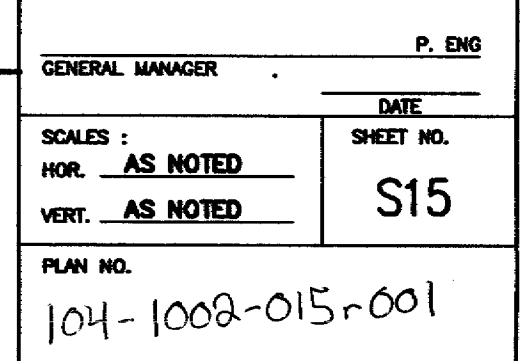 P. ENG
GENERAL MANAGER
DATE
SCALES :
HOR. AS NOTED
VERT. AS NOTED
SHEET NO.
S15
PLAN NO.
104-1002-015r001